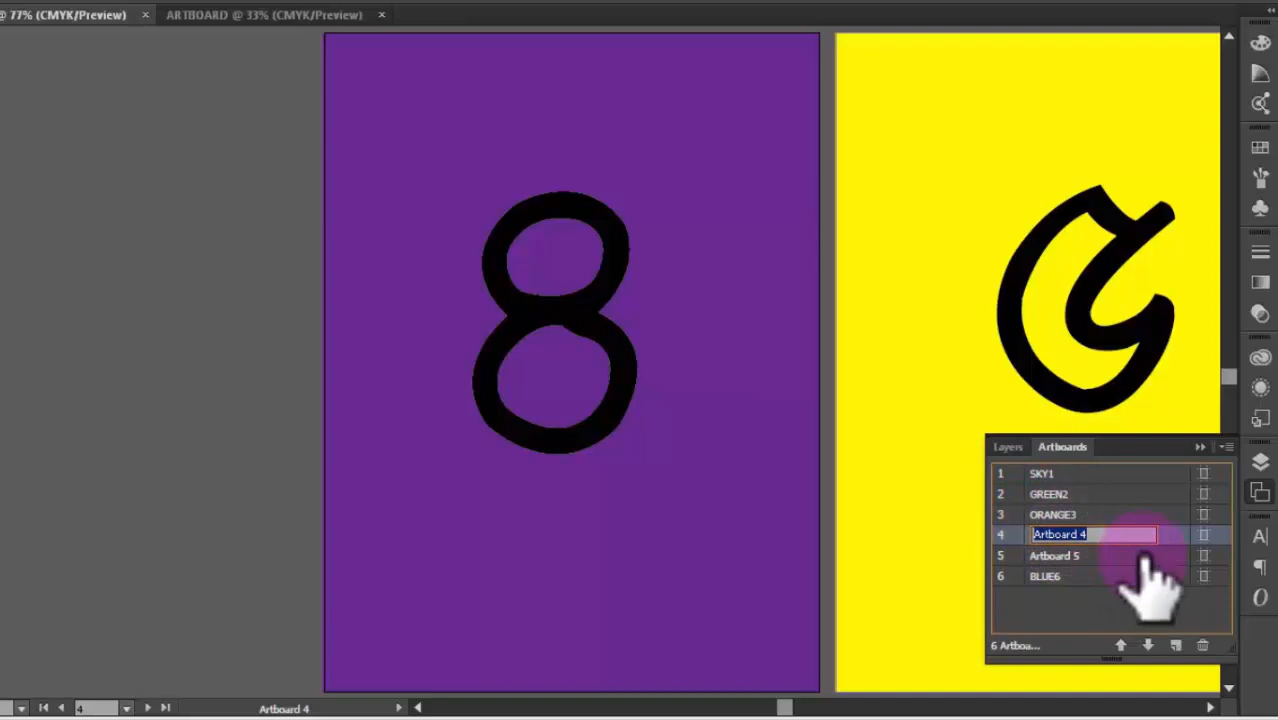 @ 77% (CMYK/Preview) × ARTBOARD @ 33% (CMYK/Preview) ×
8
Layers Artboards
1 SKY1
2 GREEN2
3 ORANGE3
4 Artboard 4
5 Artboard 5
6 BLUE6
6 Artboa...
4 Artboard 4